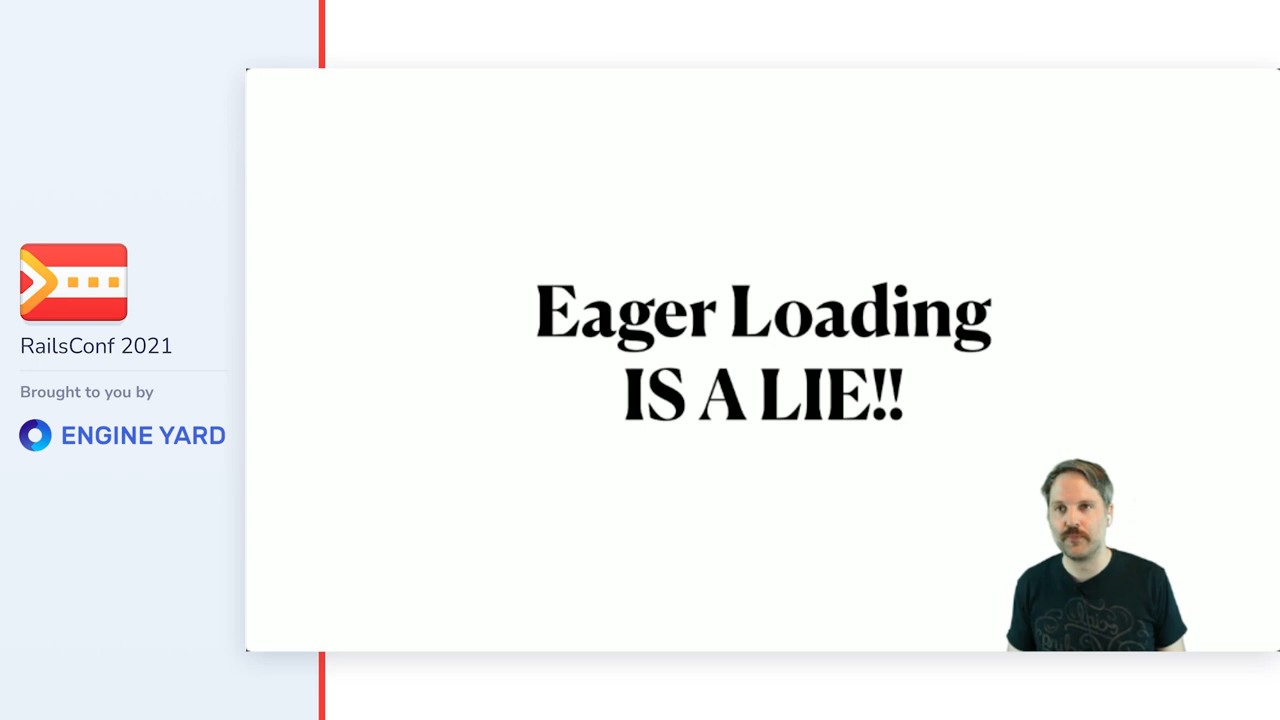 RailsConf 2021
Brought to you by
ENGINE YARD
Eager Loading
IS A LIE!!